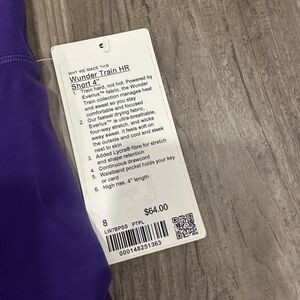 WHY WE MADE THIS
Wunder Train HR
Short 4"
1. Train hard, not hot. Powered by
Everlux™ fabric, the Wunder
Train collection manages heat
and sweat so you stay
comfortable and focused
2. Our fastest drying fabric,
Everlux™ is ultra-breathable,
four-way stretch, and wicks
away sweat. It feels soft on
the outside and cool and sleek
next to skin
3. Added Lycra® fibre for stretch
and shape retention
4. Continuous drawcord
5. Waistband pocket holds your key
or card
6. High rise, 4" length
8
$64.00
LW7BPGS PTPL
000148251363